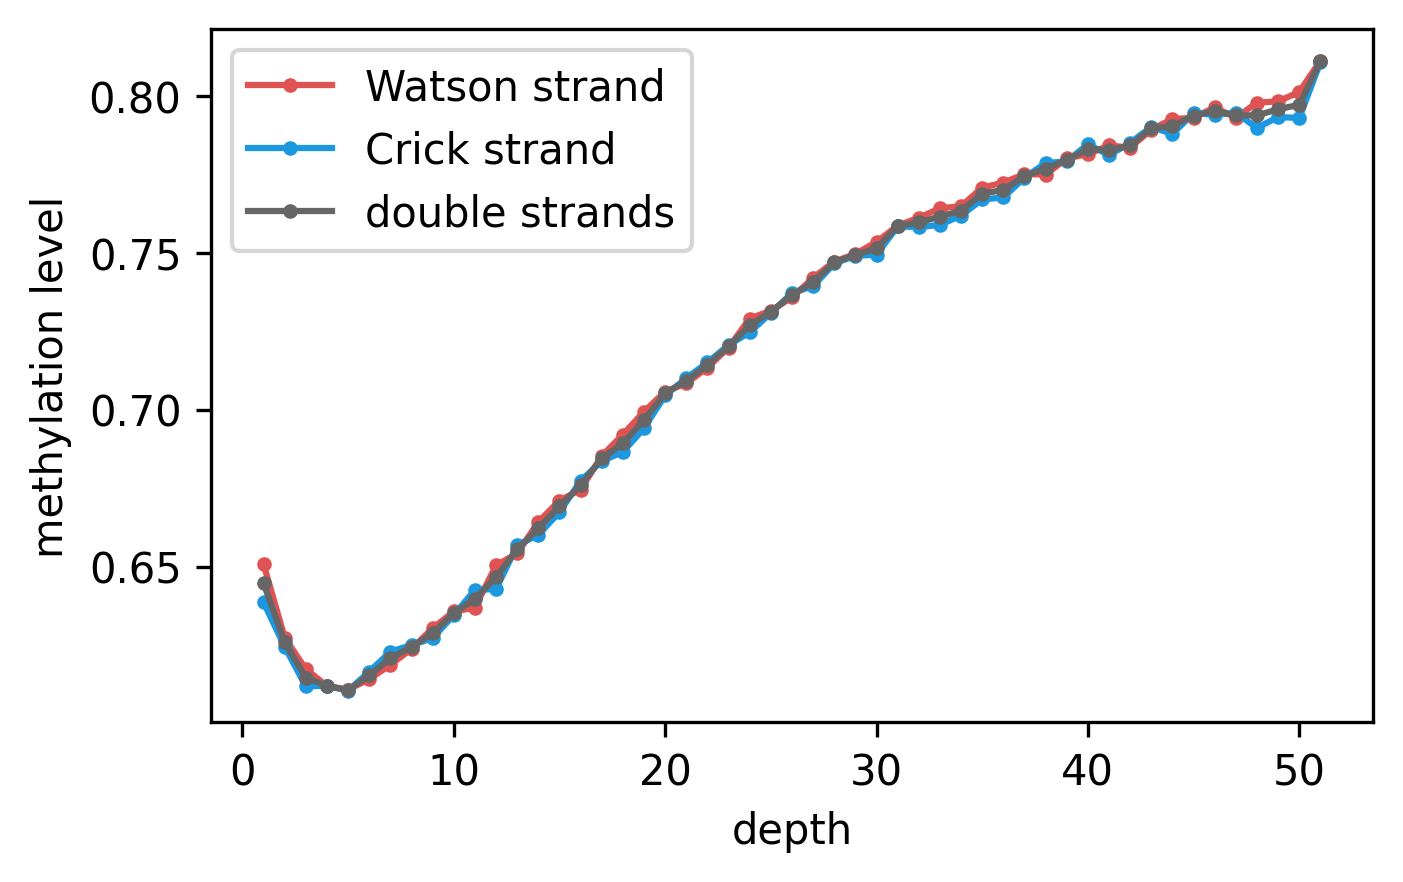 Watson strand
Crick strand
double strands
methylation level
0.80
0.75
0.70
0.65
0 10 20 30 40 50
depth